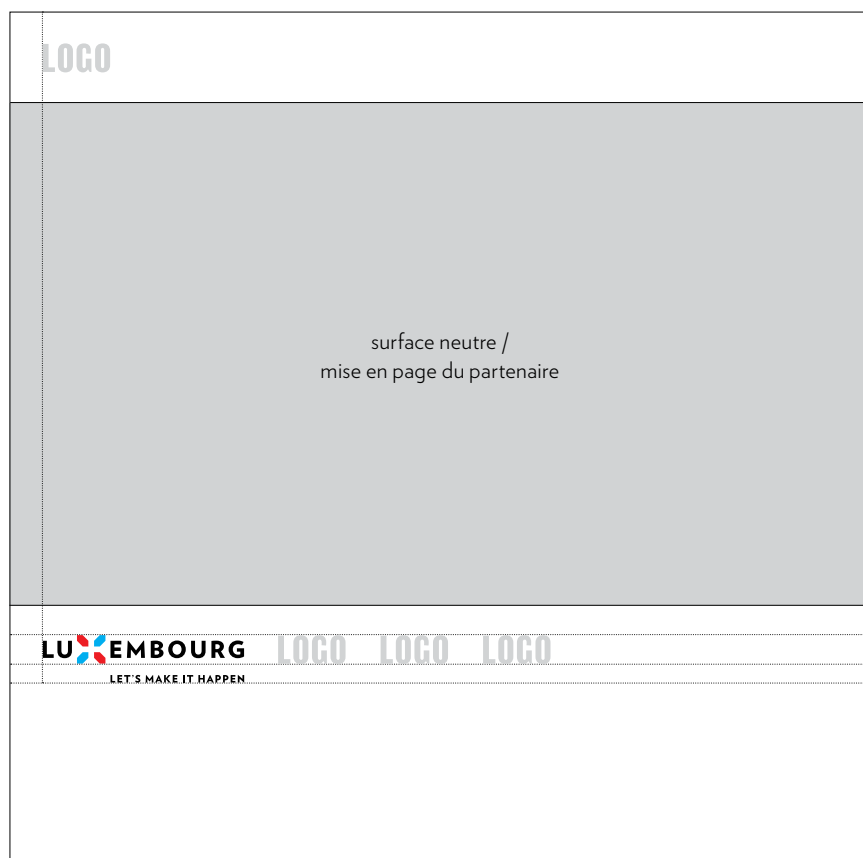 LOGO
surface neutre /
mise en page du partenaire
LUXEMBOURG LOGO LOGO LOGO
LET'S MAKE IT HAPPEN